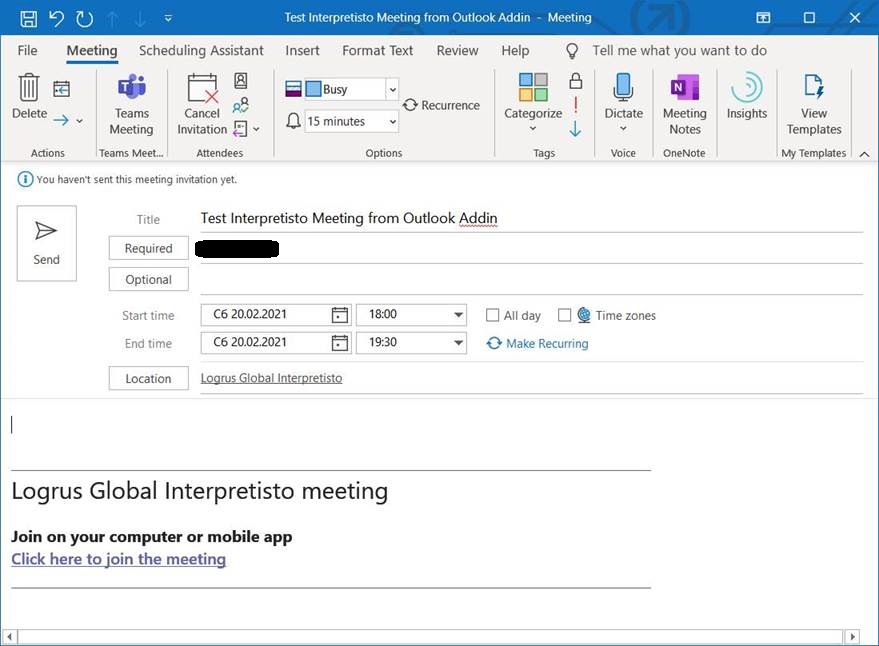 Test Interpretisto Meeting from Outlook Addin - Meeting
File Meeting Scheduling Assistant Insert Format Text Review Help Tell me what you want to do
Delete
Actions
Teams
Meeting
Teams Meet...
Cancel
Invitation
Attendees
Busy
15 minutes
Recurrence
Options
Categorize
Tags
Dictate
Voice
Meeting
Notes
OneNote
Insights
View
Templates
My Templates
You haven't sent this meeting invitation yet.
Send
Title Test Interpretisto Meeting from Outlook Addin
Required
Optional
Start time Сб 20.02.2021 18:00 All day Time zones
End time Сб 20.02.2021 19:30 Make Recurring
Location Logrus Global Interpretisto
Logrus Global Interpretisto meeting
Join on your computer or mobile app
Click here to join the meeting